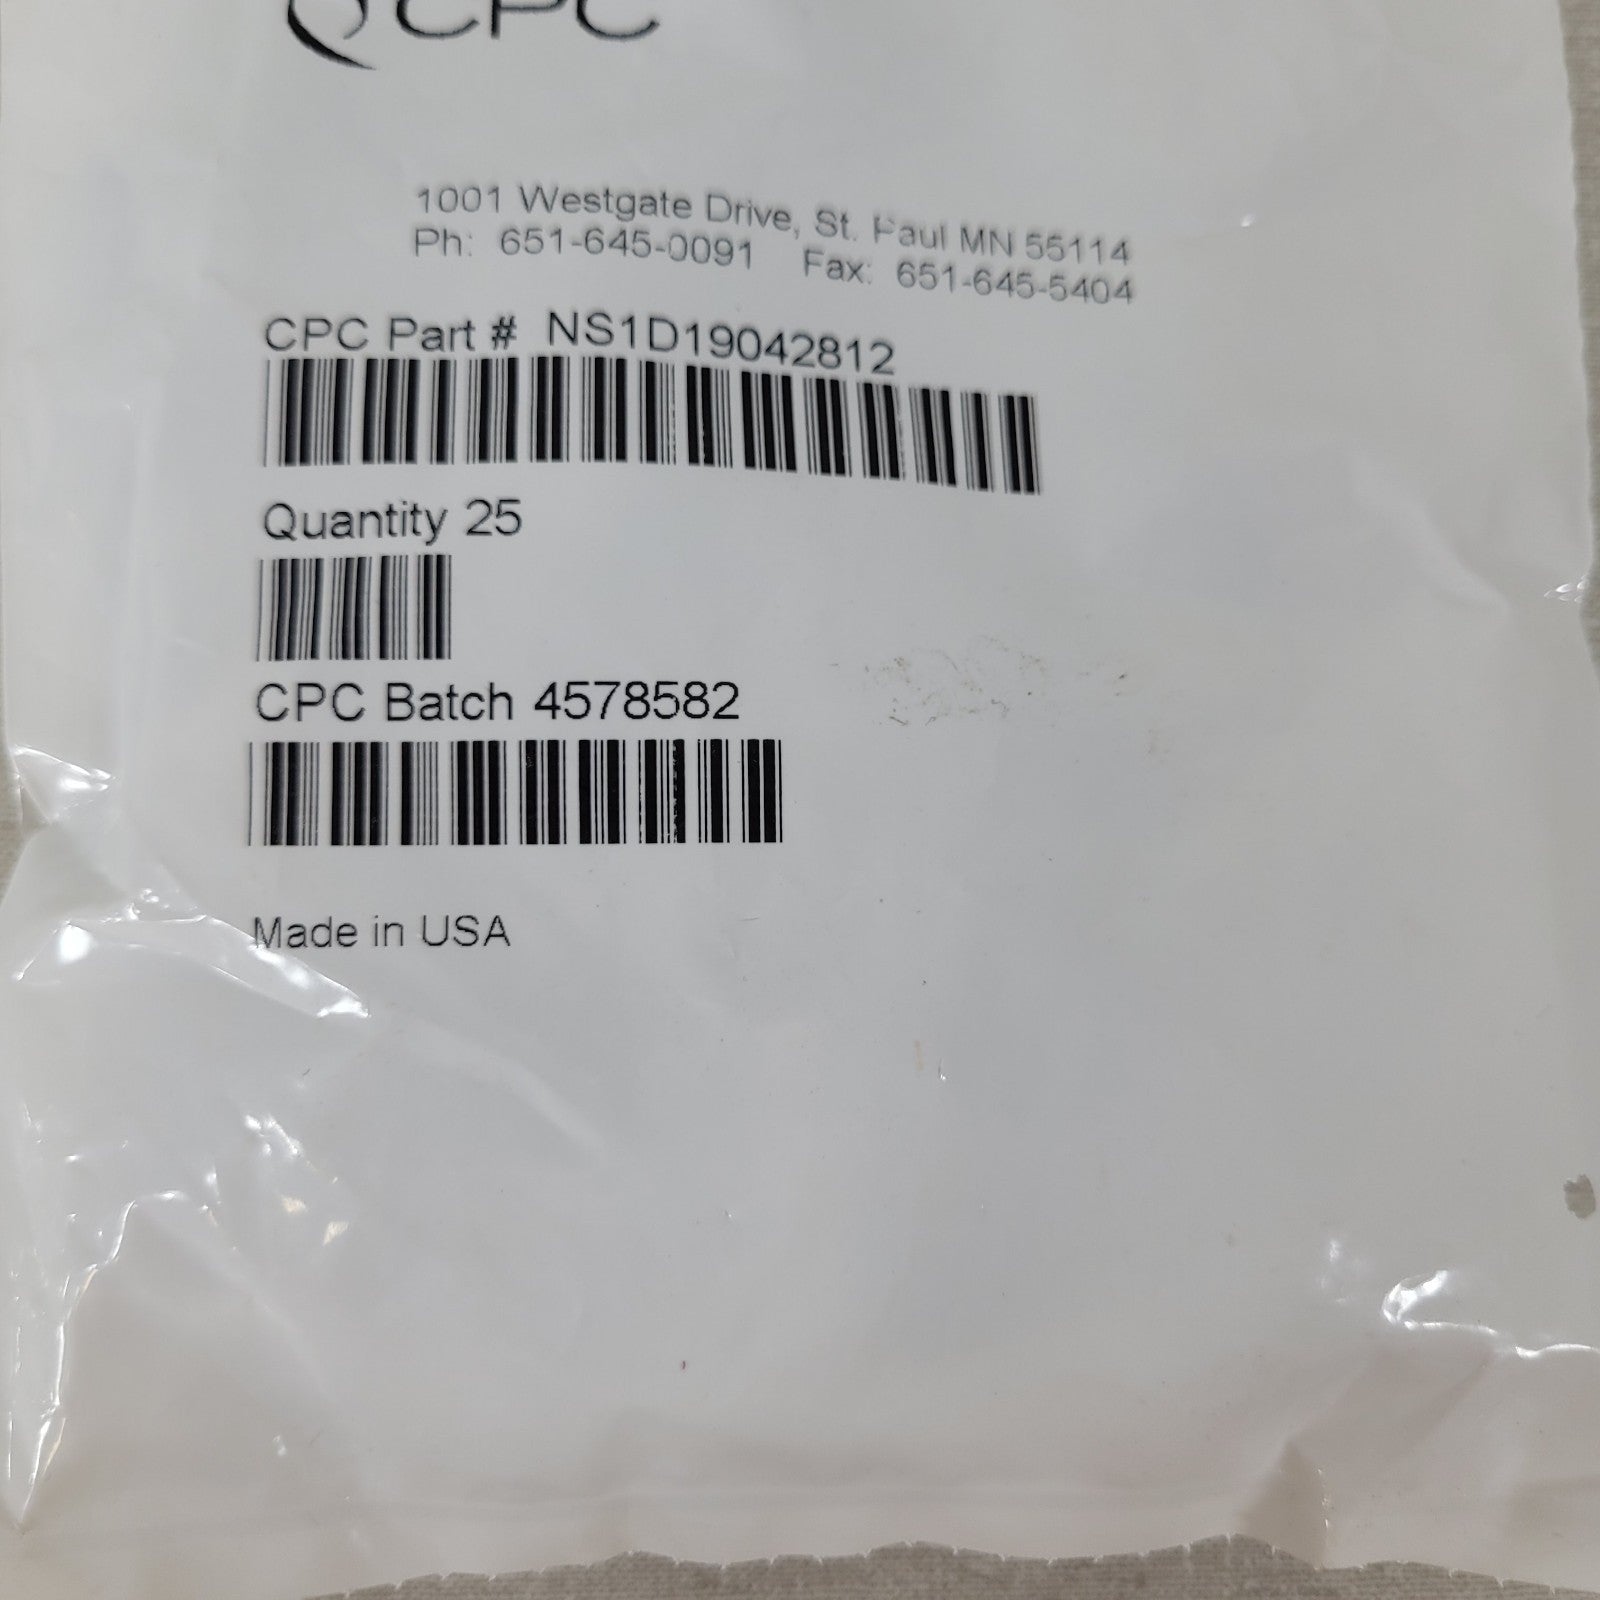 CPC
1001 Westgate Drive, St. Paul MN 55114
Ph: 651-645-0091 Fax: 651-645-5404
CPC Part # NS1D19042812
Quantity 25
CPC Batch 4578582
Made in USA